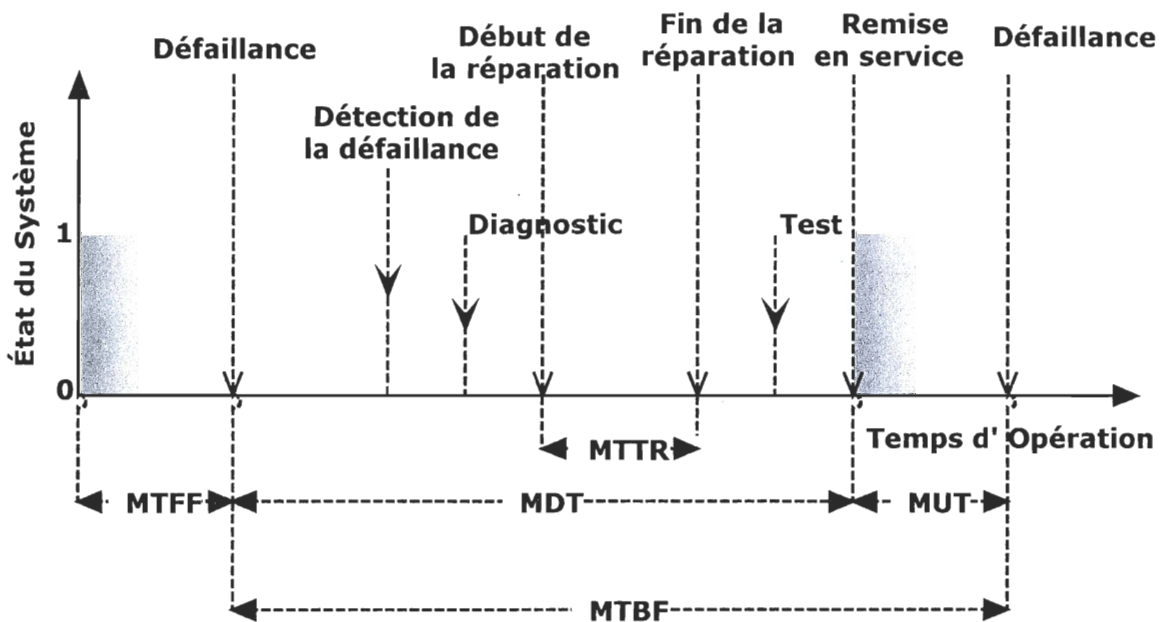 Défaillance
Début de
la réparation
Fin de la
réparation
Remise
en service
Défaillance
Détection de
la défaillance
Diagnostic
Test
État du Système
1
0
Temps d' Opération
MTTR
MTFF
MDT
MUT
MTBF